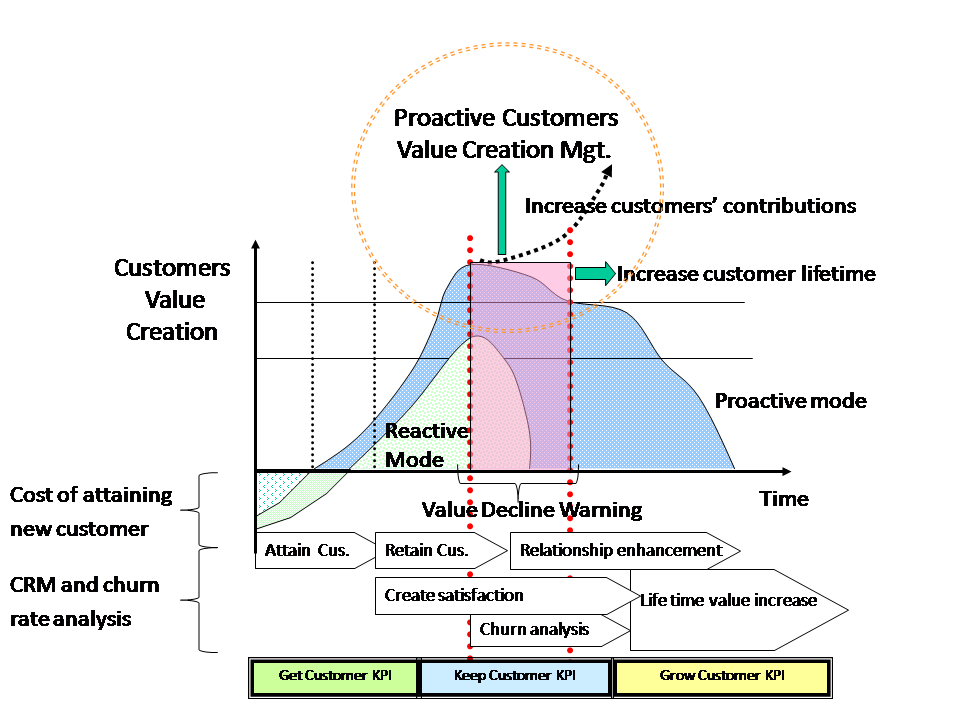 Proactive Customers
Value Creation Mgt.
Increase customers’ contributions
Customers
Value
Creation
Increase customer lifetime
Proactive mode
Reactive
Mode
Cost of attaining
new customer
Time
Value Decline Warning
Attain Cus.
Retain Cus.
Relationship enhancement
CRM and churn
rate analysis
Create satisfaction
Life time value increase
Churn analysis
Get Customer KPI
Keep Customer KPI
Grow Customer KPI